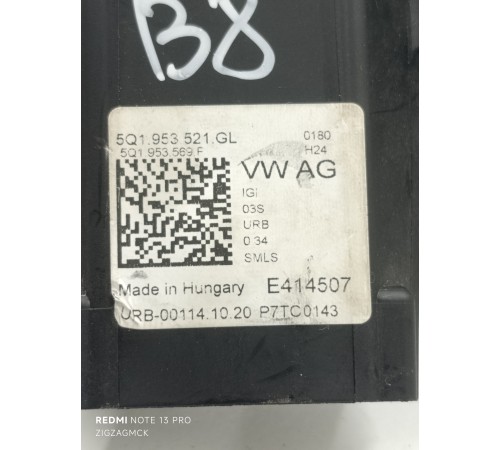 B8
5Q1.953.521.GL 0180
5Q1.953.569.F H24
VW AG
IGI
03S
URB
0.34
SMLS
Made in Hungary E414507
URB-00114.10.20 P7TC0143
REDMI NOTE 13 PRO
ZIGZAGMCK